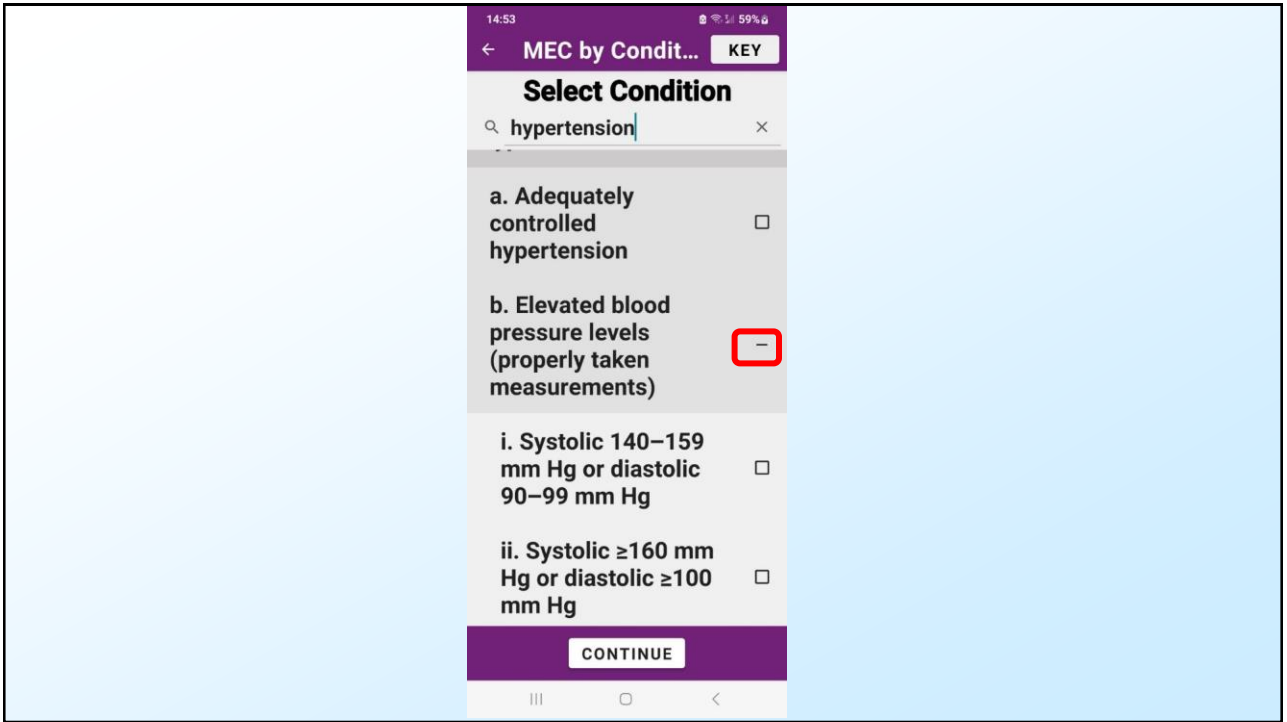 14:53 59%
MEC by Condit... KEY
Select Condition
hypertension
a. Adequately
controlled
hypertension
b. Elevated blood
pressure levels
(properly taken
measurements)
i. Systolic 140–159
mm Hg or diastolic
90–99 mm Hg
ii. Systolic ≥160 mm
Hg or diastolic ≥100
mm Hg
CONTINUE